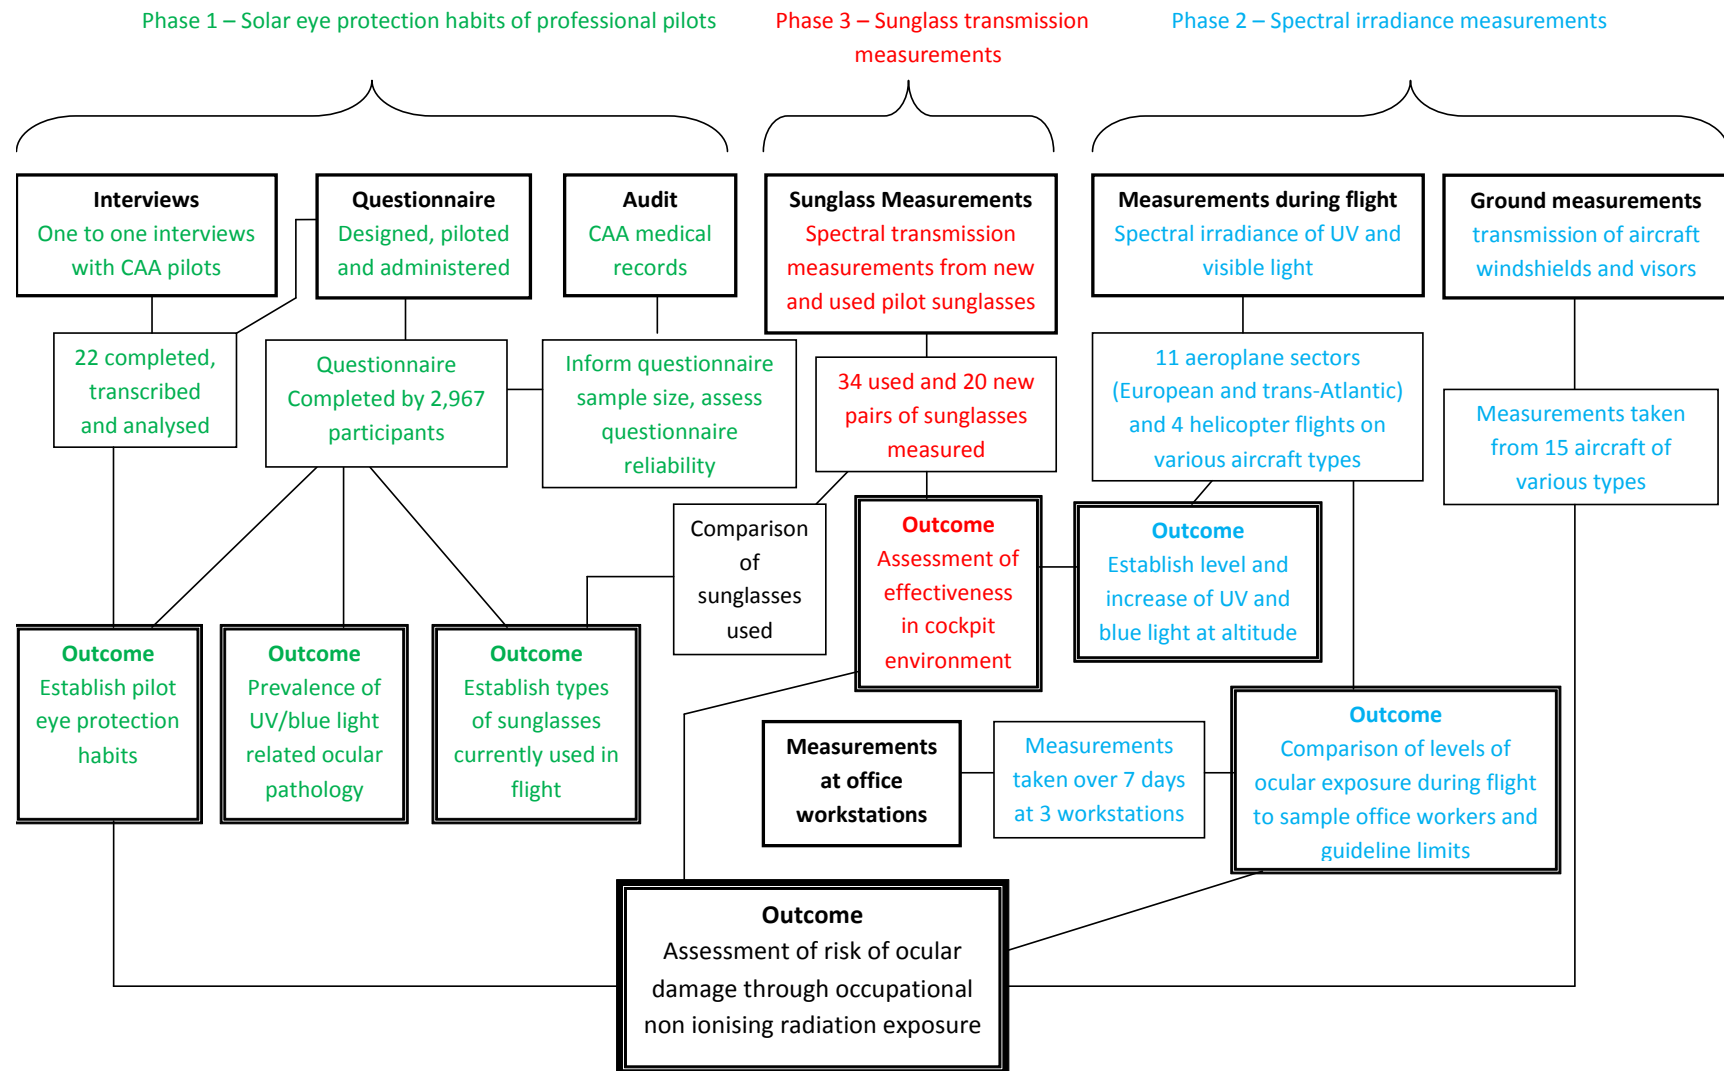 Phase 1 – Solar eye protection habits of professional pilots
Phase 3 – Sunglass transmission
measurements
Phase 2 – Spectral irradiance measurements
Interviews
One to one interviews
with CAA pilots
Questionnaire
Designed, piloted
and administered
Audit
CAA medical
records
Sunglass Measurements
Spectral transmission
measurements from new
and used pilot sunglasses
Measurements during flight
Spectral irradiance of UV and
visible light
Ground measurements
transmission of aircraft
windshields and visors
22 completed,
transcribed
and analysed
Questionnaire
Completed by 2,967
participants
Inform questionnaire
sample size, assess
questionnaire
reliability
34 used and 20 new
pairs of sunglasses
measured
11 aeroplane sectors
(European and trans-Atlantic)
and 4 helicopter flights on
various aircraft types
Measurements taken
from 15 aircraft of
various types
Comparison
of
sunglasses
used
Outcome
Assessment of
effectiveness
in cockpit
environment
Outcome
Establish level and
increase of UV and
blue light at altitude
Outcome
Establish pilot
eye protection
habits
Outcome
Prevalence of
UV/blue light
related ocular
pathology
Outcome
Establish types
of sunglasses
currently used in
flight
Measurements
at office
workstations
Measurements
taken over 7 days
at 3 workstations
Outcome
Comparison of levels of
ocular exposure during flight
to sample office workers and
guideline limits
Outcome
Assessment of risk of ocular
damage through occupational
non ionising radiation exposure